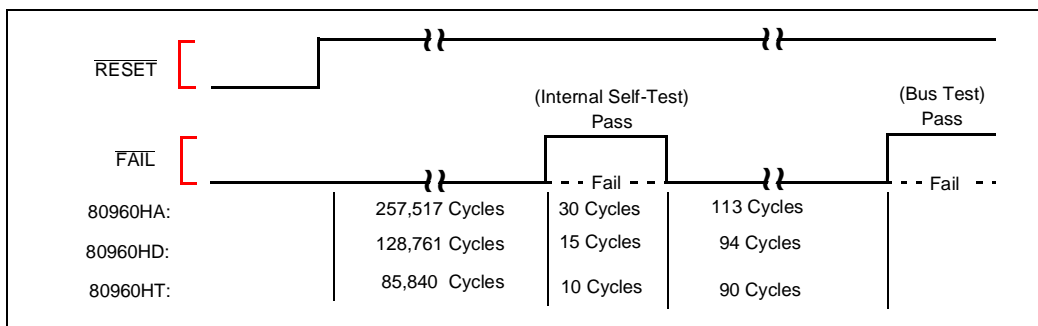 RESET
(Internal Self-Test)
Pass
(Bus Test)
Pass
FAIL
Fail
Fail
80960HA: 257,517 Cycles 30 Cycles 113 Cycles
80960HD: 128,761 Cycles 15 Cycles 94 Cycles
80960HT: 85,840 Cycles 10 Cycles 90 Cycles